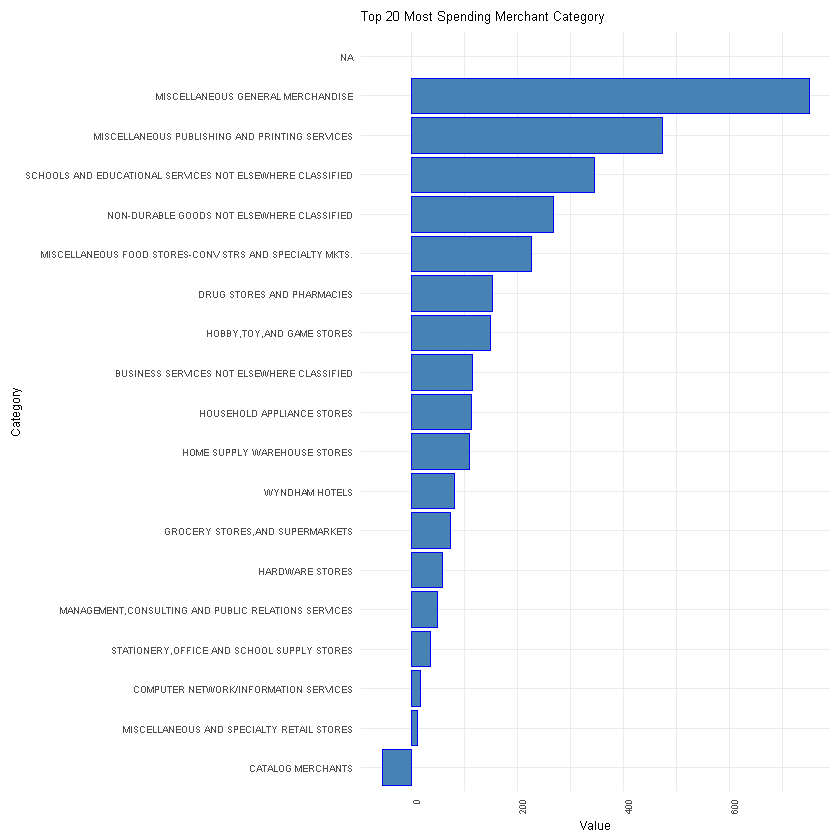 Top 20 Most Spending Merchant Category
NA
MISCELLANEOUS GENERAL MERCHANDISE
MISCELLANEOUS PUBLISHING AND PRINTING SERVICES
SCHOOLS AND EDUCATIONAL SERVICES NOT ELSEWHERE CLASSIFIED
NON-DURABLE GOODS NOT ELSEWHERE CLASSIFIED
MISCELLANEOUS FOOD STORES-CONV STRS AND SPECIALTY MKTS.
DRUG STORES AND PHARMACIES
HOBBY,TOY,AND GAME STORES
BUSINESS SERVICES NOT ELSEWHERE CLASSIFIED
HOUSEHOLD APPLIANCE STORES
HOME SUPPLY WAREHOUSE STORES
WYNDHAM HOTELS
GROCERY STORES,AND SUPERMARKETS
HARDWARE STORES
MANAGEMENT,CONSULTING AND PUBLIC RELATIONS SERVICES
STATIONERY,OFFICE AND SCHOOL SUPPLY STORES
COMPUTER NETWORK/INFORMATION SERVICES
MISCELLANEOUS AND SPECIALTY RETAIL STORES
CATALOG MERCHANTS
Category
0 200 400 600
Value